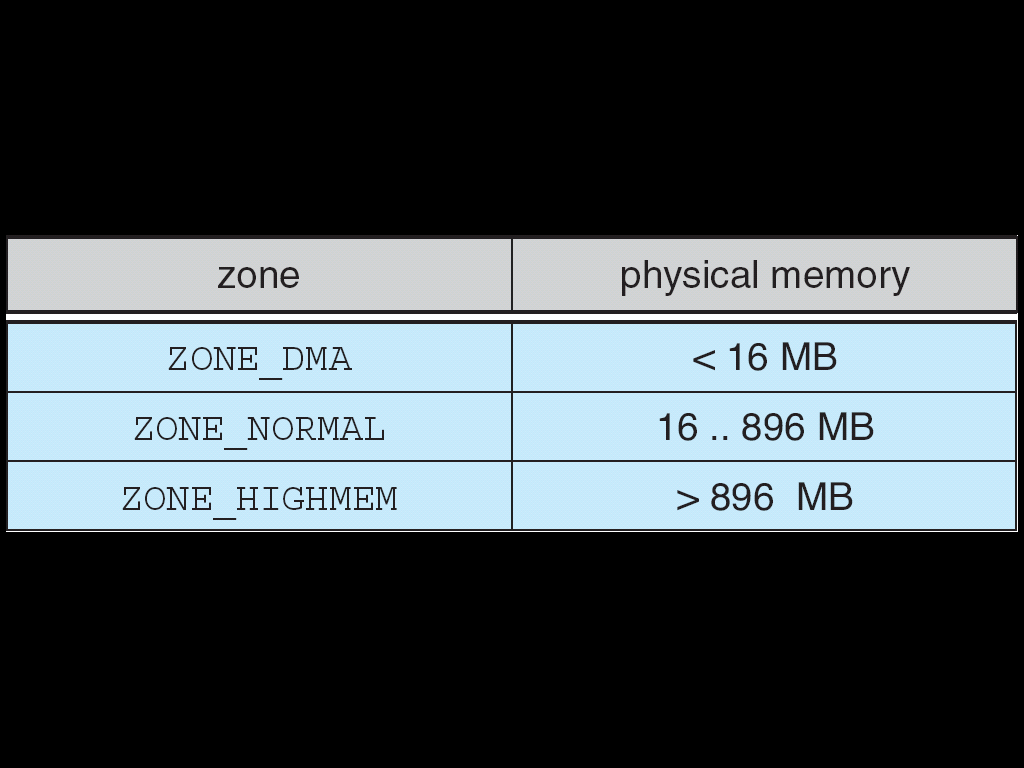 zone physical memory
ZONE_DMA < 16 MB
ZONE_NORMAL 16 .. 896 MB
ZONE_HIGHMEM > 896 MB